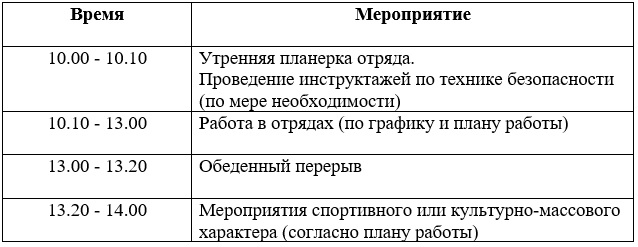 Время Мероприятие
10.00 - 10.10 Утренняя планерка отряда.
Проведение инструктажей по технике безопасности
(по мере необходимости)
10.10 - 13.00 Работа в отрядах (по графику и плану работы)
13.00 - 13.20 Обеденный перерыв
13.20 - 14.00 Мероприятия спортивного или культурно-массового
характера (согласно плану работы)